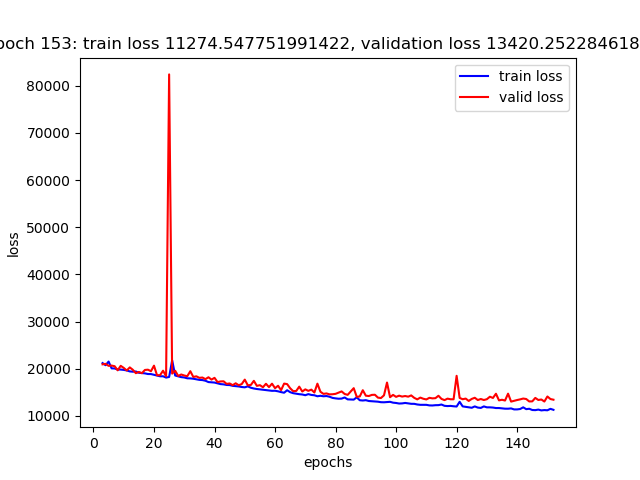 poch 153: train loss 11274.547751991422, validation loss 13420.252284618
train loss
valid loss
80000
70000
60000
50000
40000
30000
20000
10000
loss
0 20 40 60 80 100 120 140
epochs